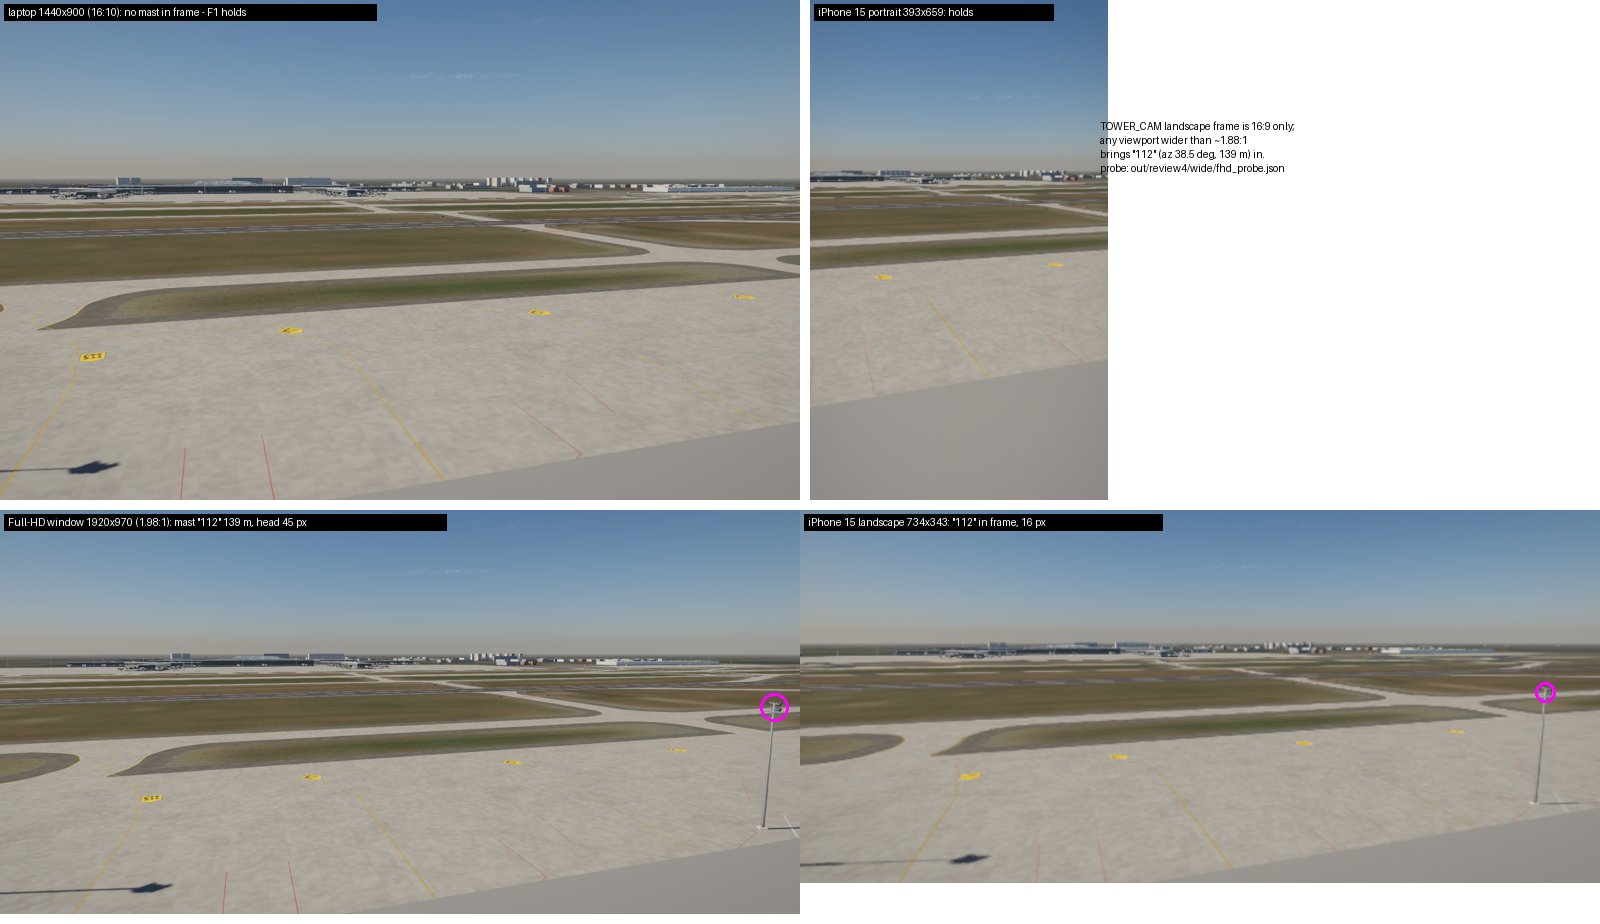 laptop 1440x900 (16:10): no mast in frame - F1 holds
iPhone 15 portrait 393x659: holds
TOWER_CAM landscape frame is 16:9 only;
any viewport wider than ~1.88:1
brings "112" (az 38.5 deg, 139 m) in.
probe: out/review4/wide/fhd_probe.json
Full-HD window 1920x970 (1.98:1): mast "112" 139 m, head 45 px
iPhone 15 landscape 734x343: "112" in frame, 16 px